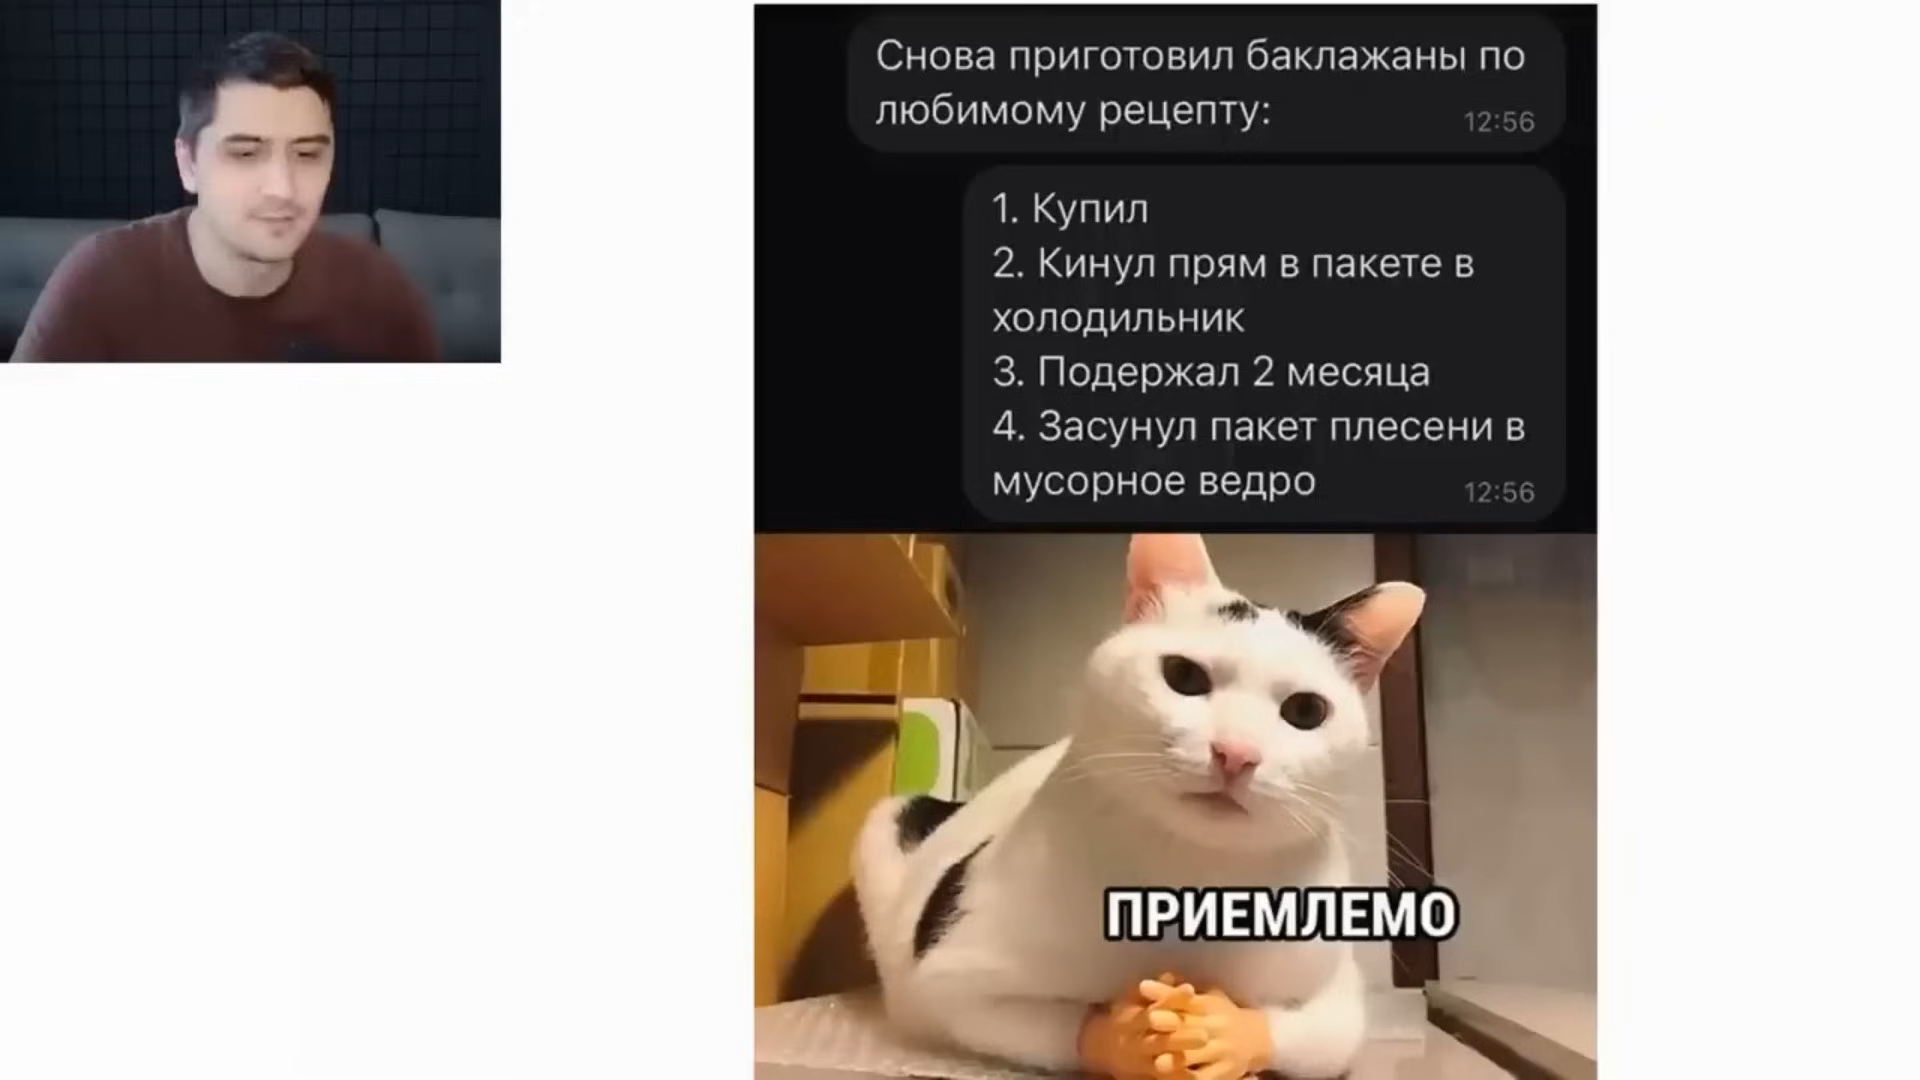 Снова приготовил баклажаны по
любимому рецепту:
12:56
1. Купил
2. Кинул прям в пакете в
холодильник
3. Подержал 2 месяца
4. Засунул пакет плесени в
мусорное ведро
12:56
ПРИЕМЛЕМО